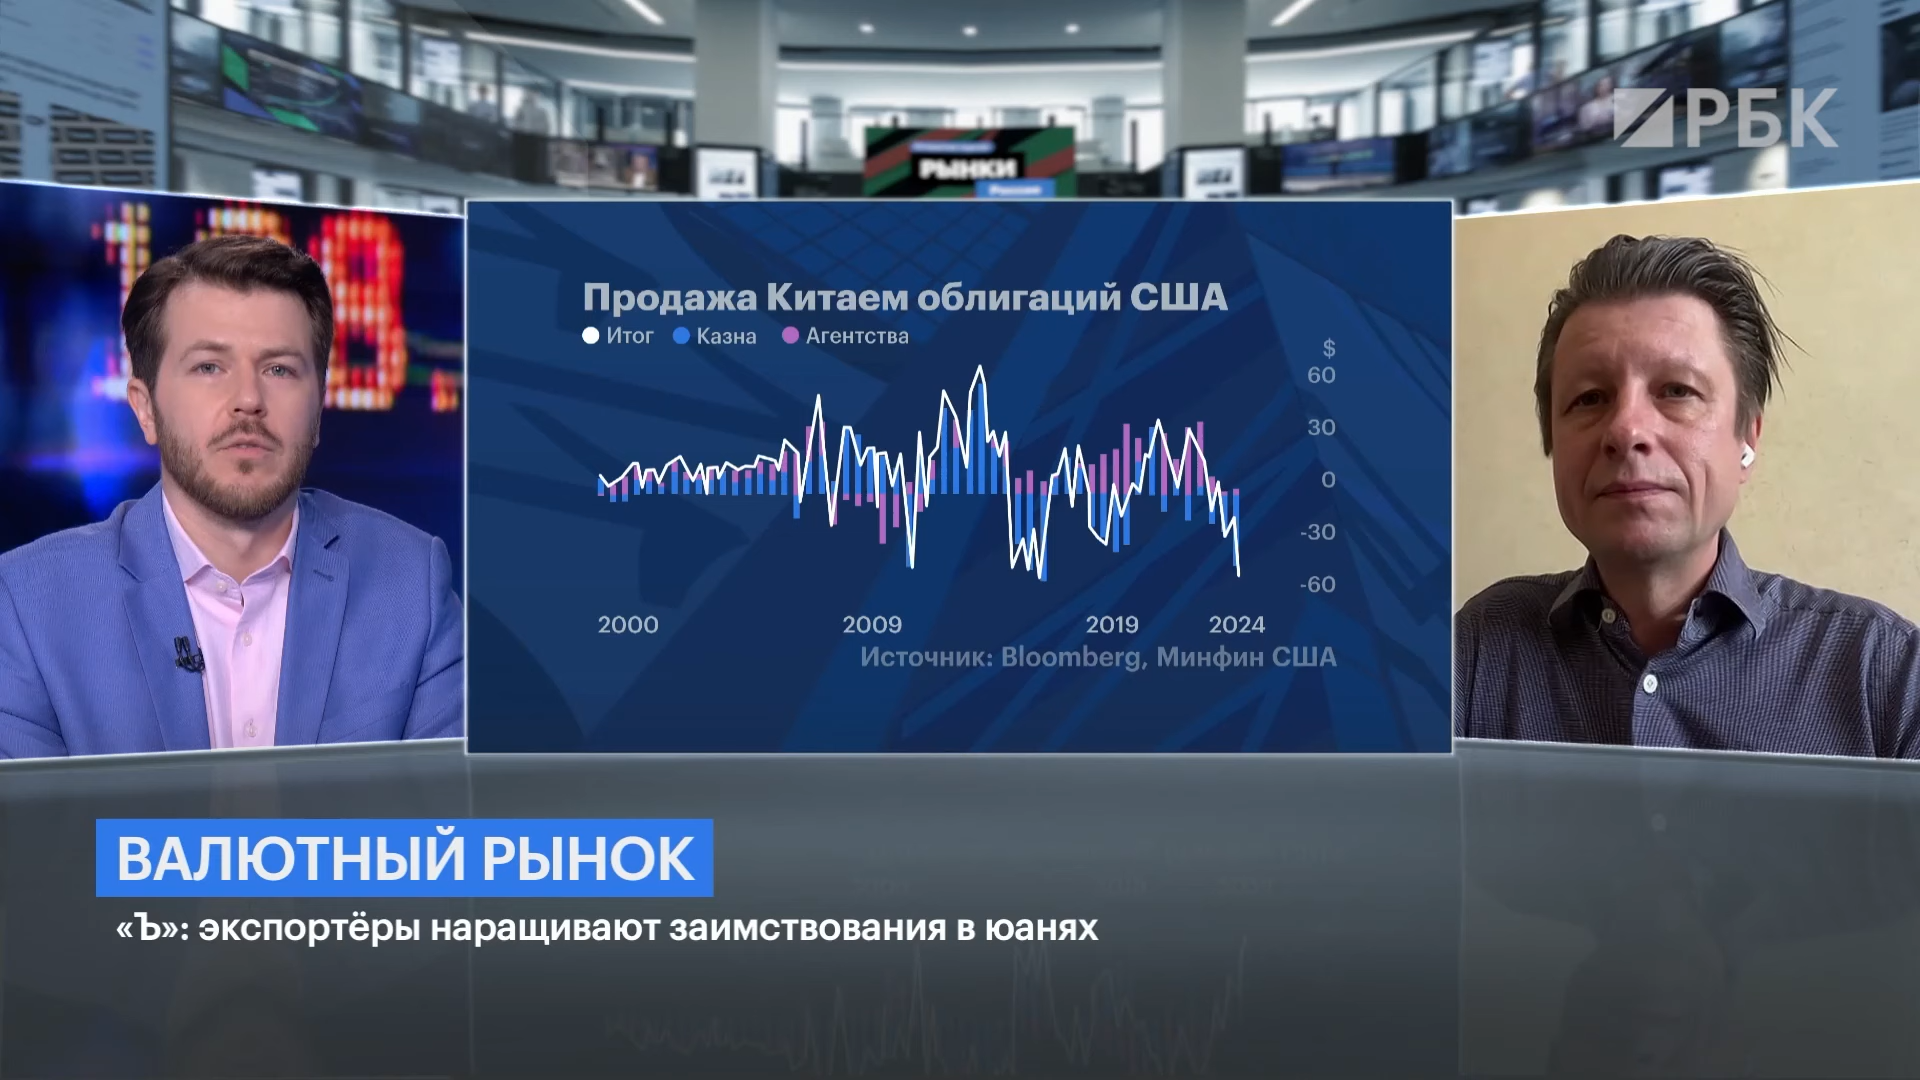 РБК
РЫНКИ
Продажа Китаем облигаций США
Итог Казна Агентства
$
60
30
0
-30
-60
2000 2009 2019 2024
Источник: Bloomberg, Минфин США
ВАЛЮТНЫЙ РЫНОК
«Ъ»: экспортёры наращивают заимствования в юанях